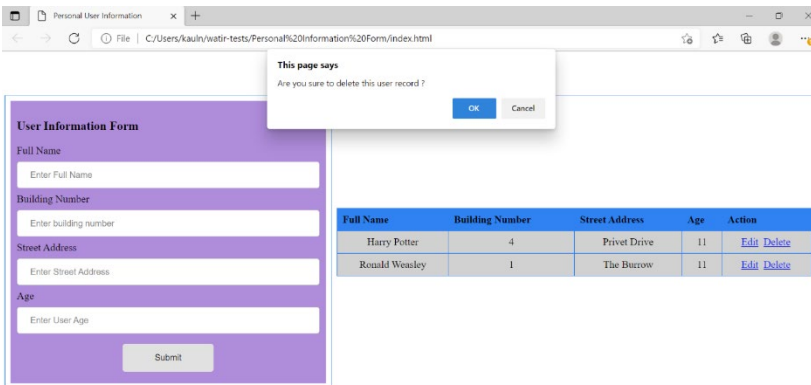 Personal User Information
File | C:/Users/kauln/watir-tests/Personal%20Information%20Form/index.html
This page says
Are you sure to delete this user record ?
OK Cancel
User Information Form
Full Name
Enter Full Name
Building Number
Enter building number
Street Address
Enter Street Address
Age
Enter User Age
Submit
Full Name Building Number Street Address Age Action
Harry Potter 4 Privet Drive 11 Edit Delete
Ronald Weasley 1 The Burrow 11 Edit Delete